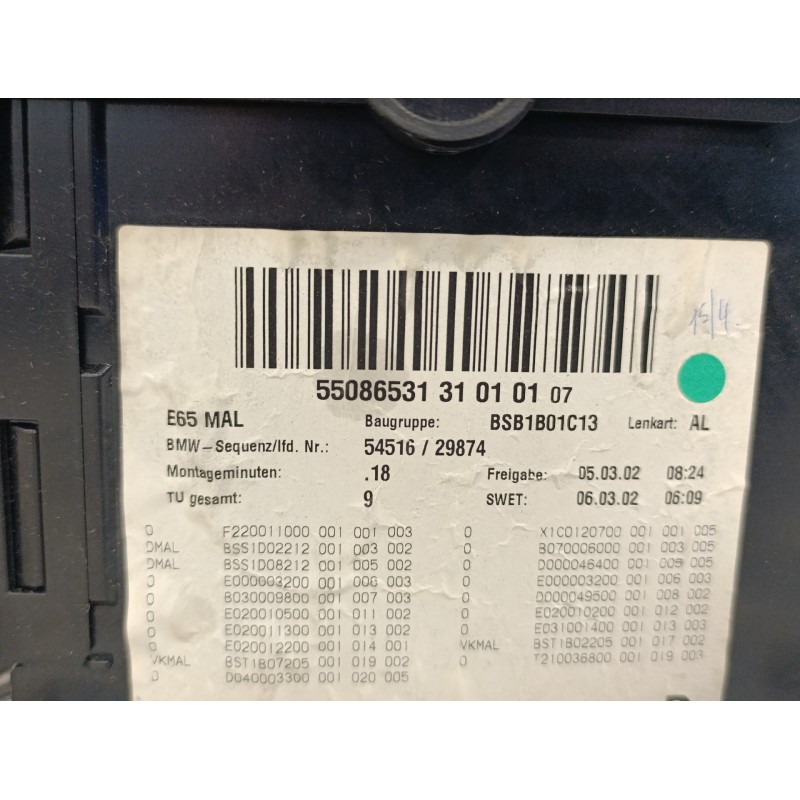 15/4
55086531 31 01 01 07
E65 MAL Baugruppe: BSB1B01C13 Lenkart: AL
BMW-Sequenz/lfd. Nr.: 54516 / 29874
Montageminuten: .18 Freigabe: 05.03.02 08:24
TU gesamt: 9 SWET: 06.03.02 06:09
0 F220011000 001 001 003 0 X1C0120700 001 001 005
DMAL BSS1D02212 001 003 002 0 B070006000 001 003 005
DMAL BSS1D08212 001 005 002 0 D000046400 001 005 005
0 E000003200 001 006 003 0 E000003200 001 006 003
0 B030009800 001 007 003 0 D000049500 001 008 002
0 E020010500 001 011 002 0 E020010200 001 012 002
0 E020011300 001 013 002 0 E031001400 001 013 003
0 E020012200 001 014 001 VKMAL BST1B02205 001 017 002
VKMAL BST1B07205 001 019 002 0 T210036800 001 019 003
0 D040003300 001 020 005